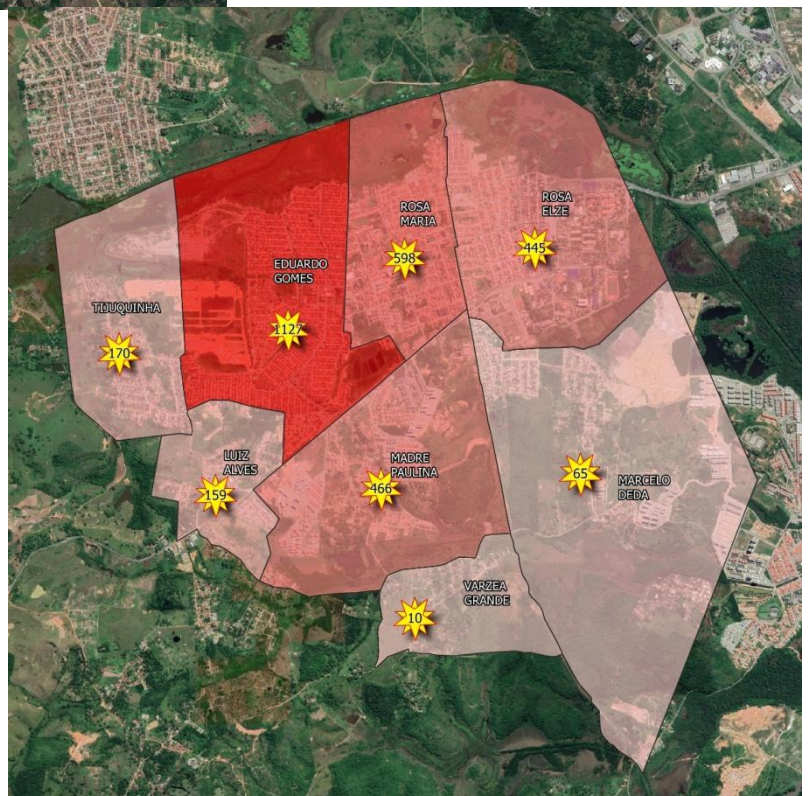 ROSA
MARIA
598
ROSA
ELZE
445
EDUARDO
GOMES
1127
TIJUQUINHA
170
LUIZ
ALVES
159
MADRE
PAULINA
466
MARCELO
DEDA
65
VARZEA
GRANDE
10